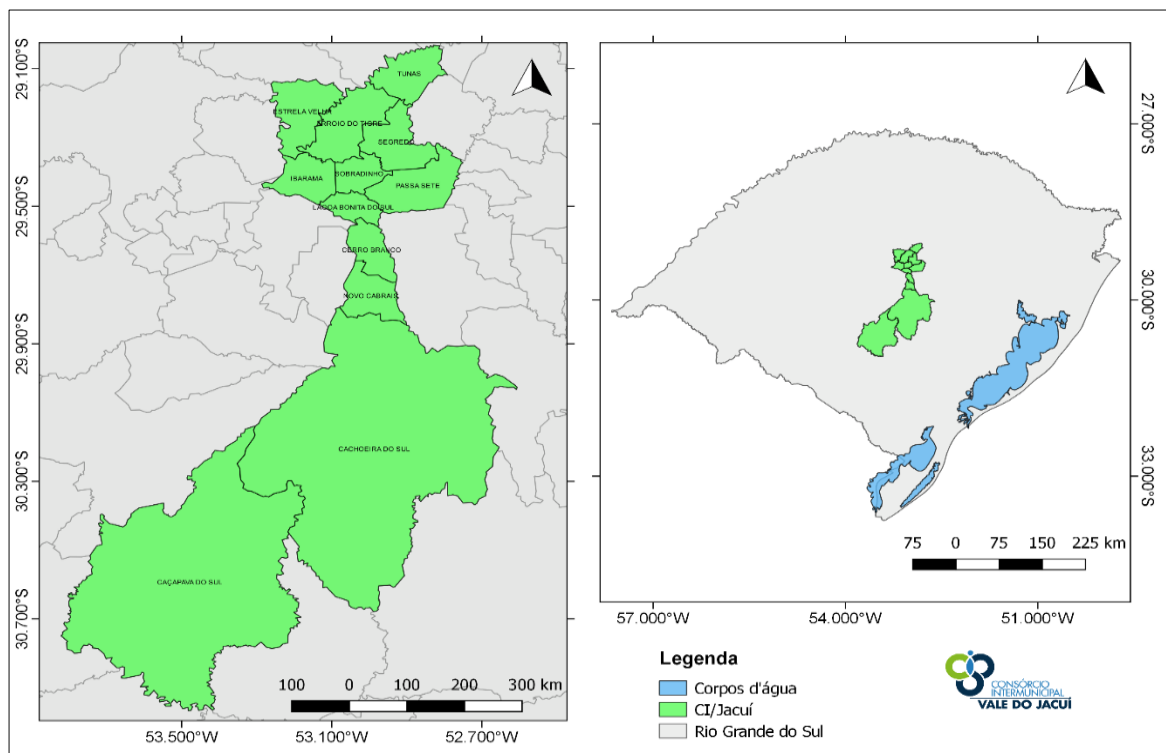 29.100°S
29.500°S
29.900°S
30.300°S
30.700°S
TUNAS
ESTRELA VELHA
ARROIO DO TIGRE
SEGREDO
IBARAMA
SOBRADINHO
PASSA SETE
LAGOA BONITA DO SUL
CERRO BRANCO
NOVO CABRAIS
CACHOEIRA DO SUL
CAÇAPAVA DO SUL
100 0 100 200 300 km
53.500°W 53.100°W 52.700°W
27.000°S
30.000°S
33.000°S
75 0 75 150 225 km
57.000°W 54.000°W 51.000°W
Legenda
Corpos d'água
CI/Jacuí
Rio Grande do Sul
CONSÓRCIO
INTERMUNICIPAL
VALE DO JACUÍ